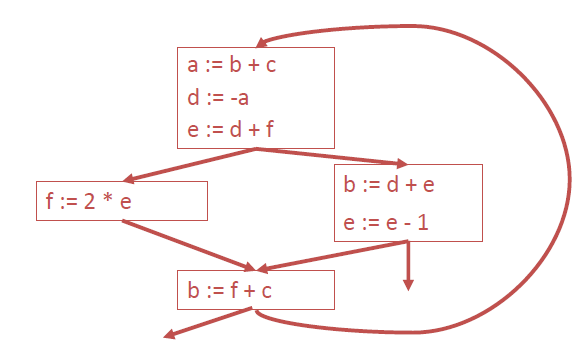 a := b + c
d := -a
e := d + f
f := 2 * e
b := d + e
e := e - 1
b := f + c